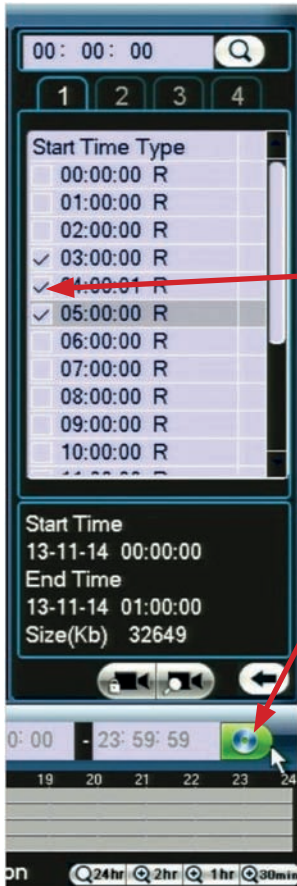 00: 00: 00
1 2 3 4
Start Time Type
00:00:00 R
01:00:00 R
02:00:00 R
03:00:00 R
04:00:01 R
05:00:00 R
06:00:00 R
07:00:00 R
08:00:00 R
09:00:00 R
10:00:00 R
Start Time
13-11-14 00:00:00
End Time
13-11-14 01:00:00
Size(Kb) 32649
0: 00 - 23: 59: 59
19 20 21 22 23 24
on 24hr 2hr 1hr 30min